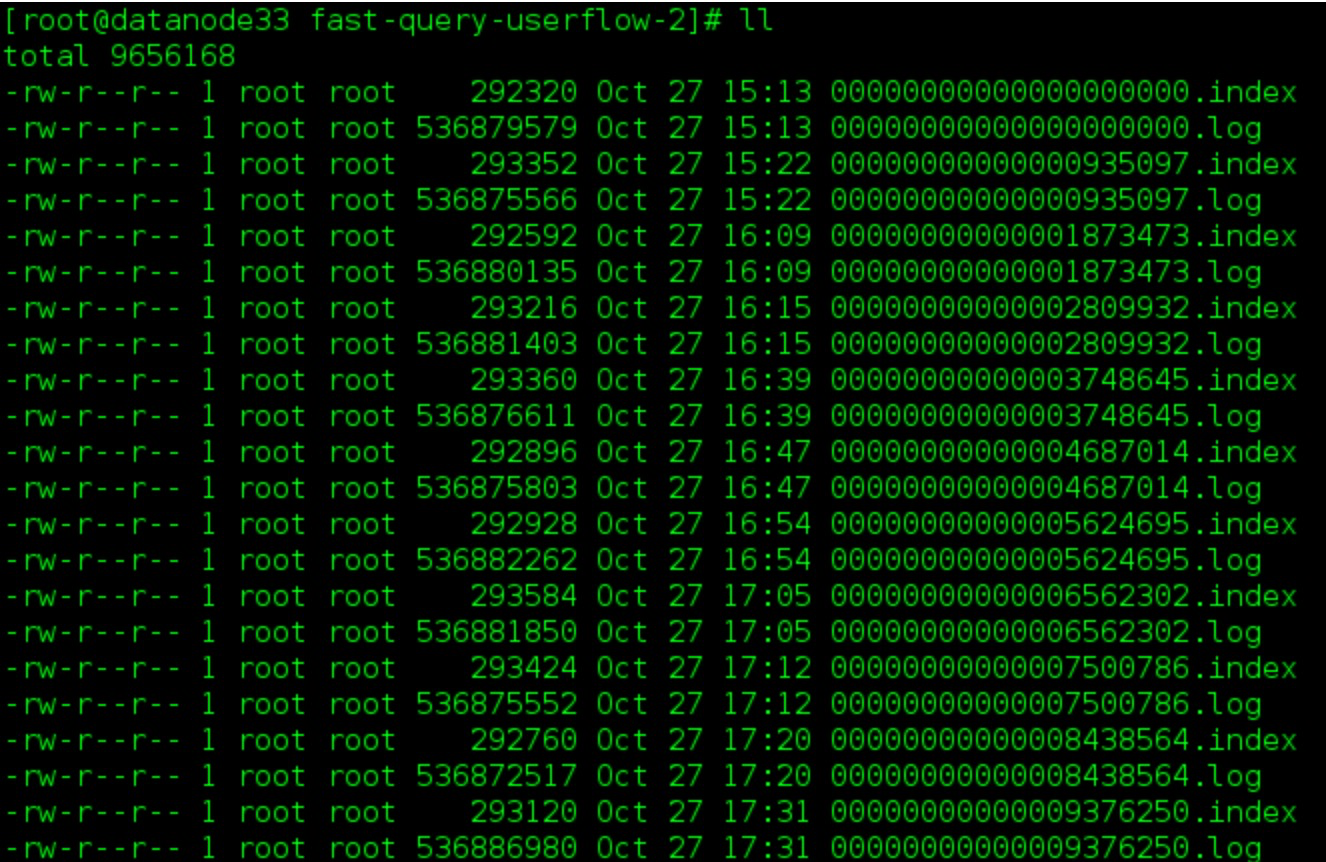 [root@datanode33 fast-query-userflow-2]# ll
total 9656168
-rw-r--r-- 1 root root    292320 Oct 27 15:13 00000000000000000000.index
-rw-r--r-- 1 root root 536879579 Oct 27 15:13 00000000000000000000.log
-rw-r--r-- 1 root root    293352 Oct 27 15:22 00000000000000935097.index
-rw-r--r-- 1 root root 536875566 Oct 27 15:22 00000000000000935097.log
-rw-r--r-- 1 root root    292592 Oct 27 16:09 00000000000001873473.index
-rw-r--r-- 1 root root 536880135 Oct 27 16:09 00000000000001873473.log
-rw-r--r-- 1 root root    293216 Oct 27 16:15 00000000000002809932.index
-rw-r--r-- 1 root root 536881403 Oct 27 16:15 00000000000002809932.log
-rw-r--r-- 1 root root    293360 Oct 27 16:39 00000000000003748645.index
-rw-r--r-- 1 root root 536876611 Oct 27 16:39 00000000000003748645.log
-rw-r--r-- 1 root root    292896 Oct 27 16:47 00000000000004687014.index
-rw-r--r-- 1 root root 536875803 Oct 27 16:47 00000000000004687014.log
-rw-r--r-- 1 root root    292928 Oct 27 16:54 00000000000005624695.index
-rw-r--r-- 1 root root 536882262 Oct 27 16:54 00000000000005624695.log
-rw-r--r-- 1 root root    293584 Oct 27 17:05 00000000000006562302.index
-rw-r--r-- 1 root root 536881850 Oct 27 17:05 00000000000006562302.log
-rw-r--r-- 1 root root    293424 Oct 27 17:12 00000000000007500786.index
-rw-r--r-- 1 root root 536875552 Oct 27 17:12 00000000000007500786.log
-rw-r--r-- 1 root root    292760 Oct 27 17:20 00000000000008438564.index
-rw-r--r-- 1 root root 536872517 Oct 27 17:20 00000000000008438564.log
-rw-r--r-- 1 root root    293120 Oct 27 17:31 00000000000009376250.index
-rw-r--r-- 1 root root 536886980 Oct 27 17:31 00000000000009376250.log